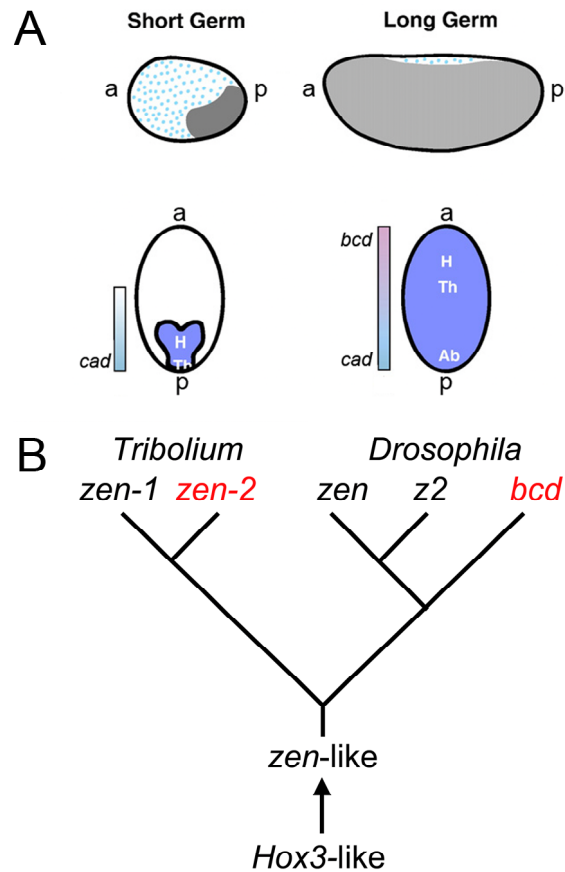 A
Short Germ Long Germ
a p a p
a a
bcd
H H
Th
Th
cad cad Ab
p p
B
Tribolium Drosophila
zen-1 zen-2 zen z2 bcd
zen-like
Hox3-like